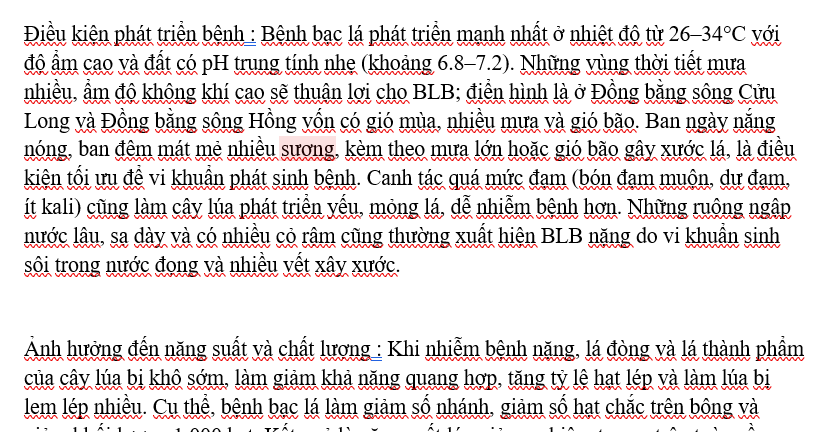 Điều kiện phát triển bệnh : Bệnh bạc lá phát triển mạnh nhất ở nhiệt độ từ 26–34°C với
độ ẩm cao và đất có pH trung tính nhẹ (khoảng 6.8–7.2). Những vùng thời tiết mưa
nhiều, ẩm độ không khí cao sẽ thuận lợi cho BLB; điển hình là ở Đồng bằng sông Cửu
Long và Đồng bằng sông Hồng vốn có gió mùa, nhiều mưa và gió bão. Ban ngày nắng
nóng, ban đêm mát mẻ nhiều sương, kèm theo mưa lớn hoặc gió bão gây xước lá, là điều
kiện tối ưu để vi khuẩn phát sinh bệnh. Canh tác quá mức đạm (bón đạm muộn, dư đạm,
ít kali) cũng làm cây lúa phát triển yếu, mỏng lá, dễ nhiễm bệnh hơn. Những ruộng ngập
nước lâu, sạ dày và có nhiều cỏ rậm cũng thường xuất hiện BLB nặng do vi khuẩn sinh
sôi trong nước đọng và nhiều vết xây xước.
Ảnh hưởng đến năng suất và chất lượng : Khi nhiễm bệnh nặng, lá đòng và lá thành phẩm
của cây lúa bị khô sớm, làm giảm khả năng quang hợp, tăng tỷ lệ hạt lép và làm lúa bị
lem lép nhiều. Cụ thể, bệnh bạc lá làm giảm số nhánh, giảm số hạt chắc trên bông và